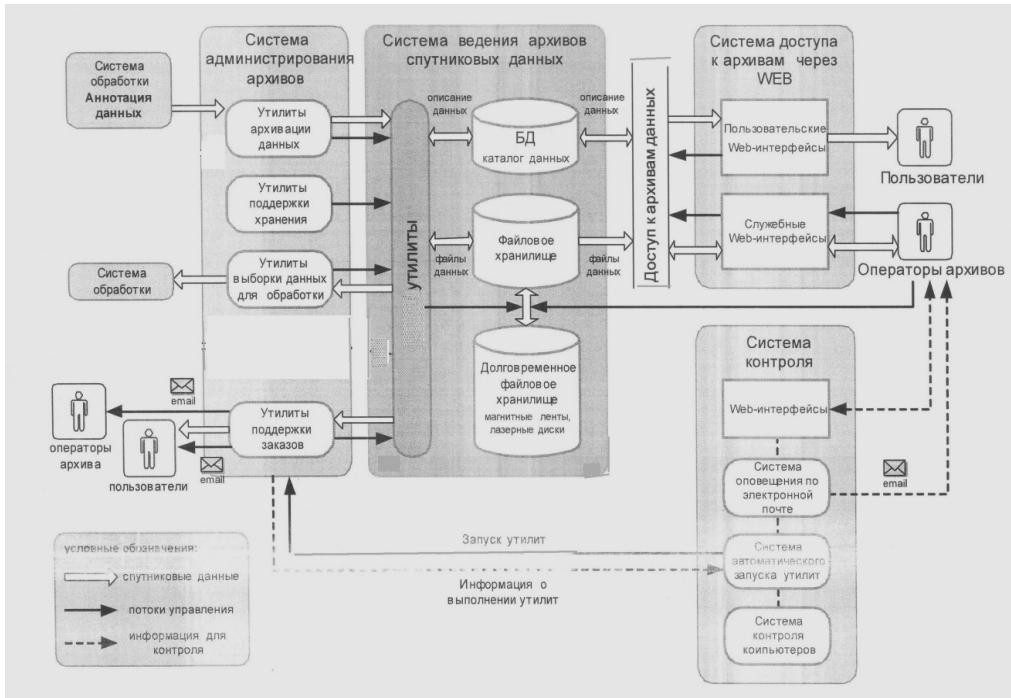 Система
обработки
Аннотация
данных
Система
администрирования
архивов
Утилиты
архивации
данных
Утилиты
поддержки
хранения
Система
обработки
Утилиты
выборки данных
для обработки
email
операторы
архива
пользователи
email
Утилиты
поддержки
заказов
Система ведения архивов
спутниковых данных
утилиты
описание
данных
БД
каталог данных
описание
данных
файлы
данных
Файловое
хранилище
файлы
данных
Долговременное
файловое
хранилище
магнитные ленты,
лазерные диски
Доступ к архивам данных
Система доступа
к архивам через
WEB
Пользовательские
Web-интерфейсы
Пользователи
Служебные
Web-интерфейсы
Операторы архивов
Система
контроля
Web-интерфейсы
Система
оповещения по
электронной
почте
email
Система
автоматического
запуска утилит
Система
контроля
компьютеров
Запуск утилит
Информация о
выполнении утилит
условные обозначения:
спутниковые данные
потоки управления
информация для
контроля